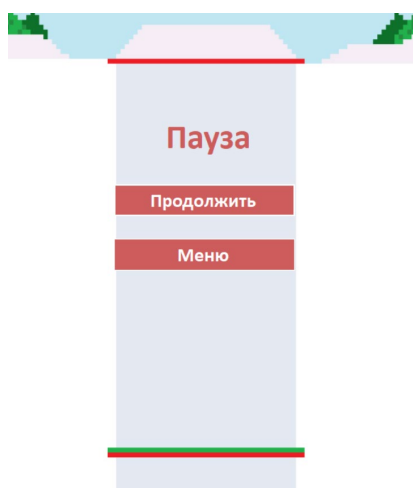 Пауза
Продолжить
Меню